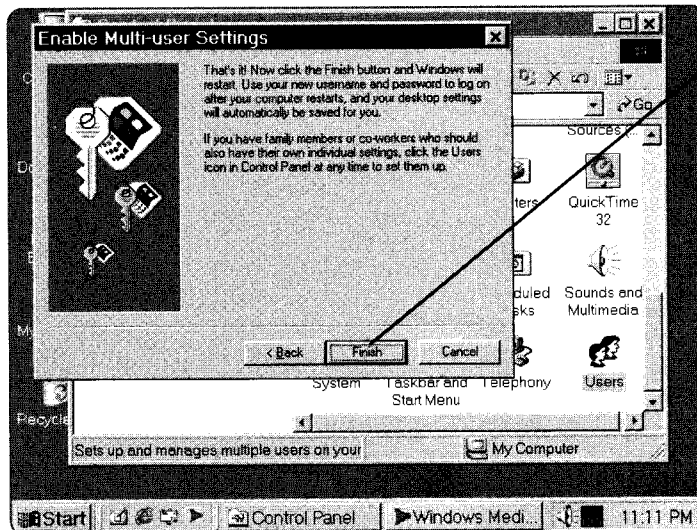 Enable Multi-user Settings
That's it! Now click the Finish button and Windows will
restart. Use your new username and password to log on
after your computer restarts, and your desktop settings
will automatically be saved for you.
If you have family members or co-workers who should
also have their own individual settings, click the Users
icon in Control Panel at any time to set them up.
< Back
Finish
Cancel
Go
Sources
QuickTime
32
Sounds and
Multimedia
System
Taskbar and
Start Menu
Telephony
Users
My
Recycle
Sets up and manages multiple users on your
My Computer
Start
Control Panel
Windows Medi...
11:11 PM